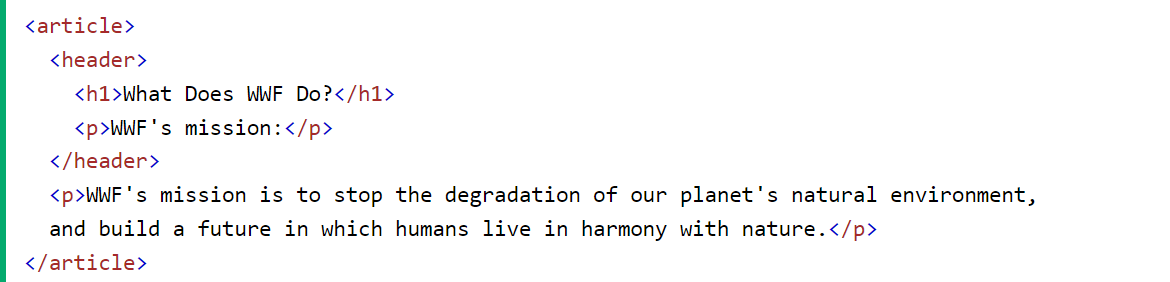 <article>
  <header>
    <h1>What Does WWF Do?</h1>
    <p>WWF's mission:</p>
  </header>
  <p>WWF's mission is to stop the degradation of our planet's natural environment,
  and build a future in which humans live in harmony with nature.</p>
</article>